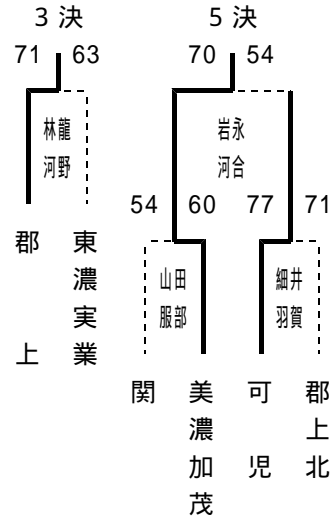 3決
5決
71 63
70 54
林龍
河野
岩永
河合
54 60 77 71
山田
服部
細井
羽賀
郡上
東濃実業
関
美濃加茂
可児
郡上北